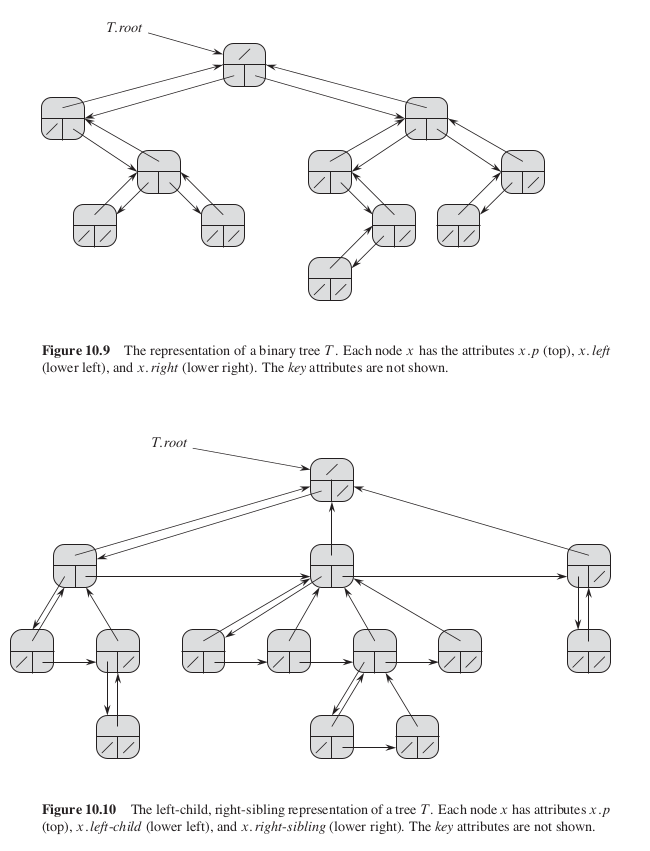 T.root
Figure 10.9 The representation of a binary tree T. Each node x has the attributes x.p (top), x.left
(lower left), and x.right (lower right). The key attributes are not shown.
T.root
Figure 10.10 The left-child, right-sibling representation of a tree T. Each node x has attributes x.p
(top), x.left-child (lower left), and x.right-sibling (lower right). The key attributes are not shown.